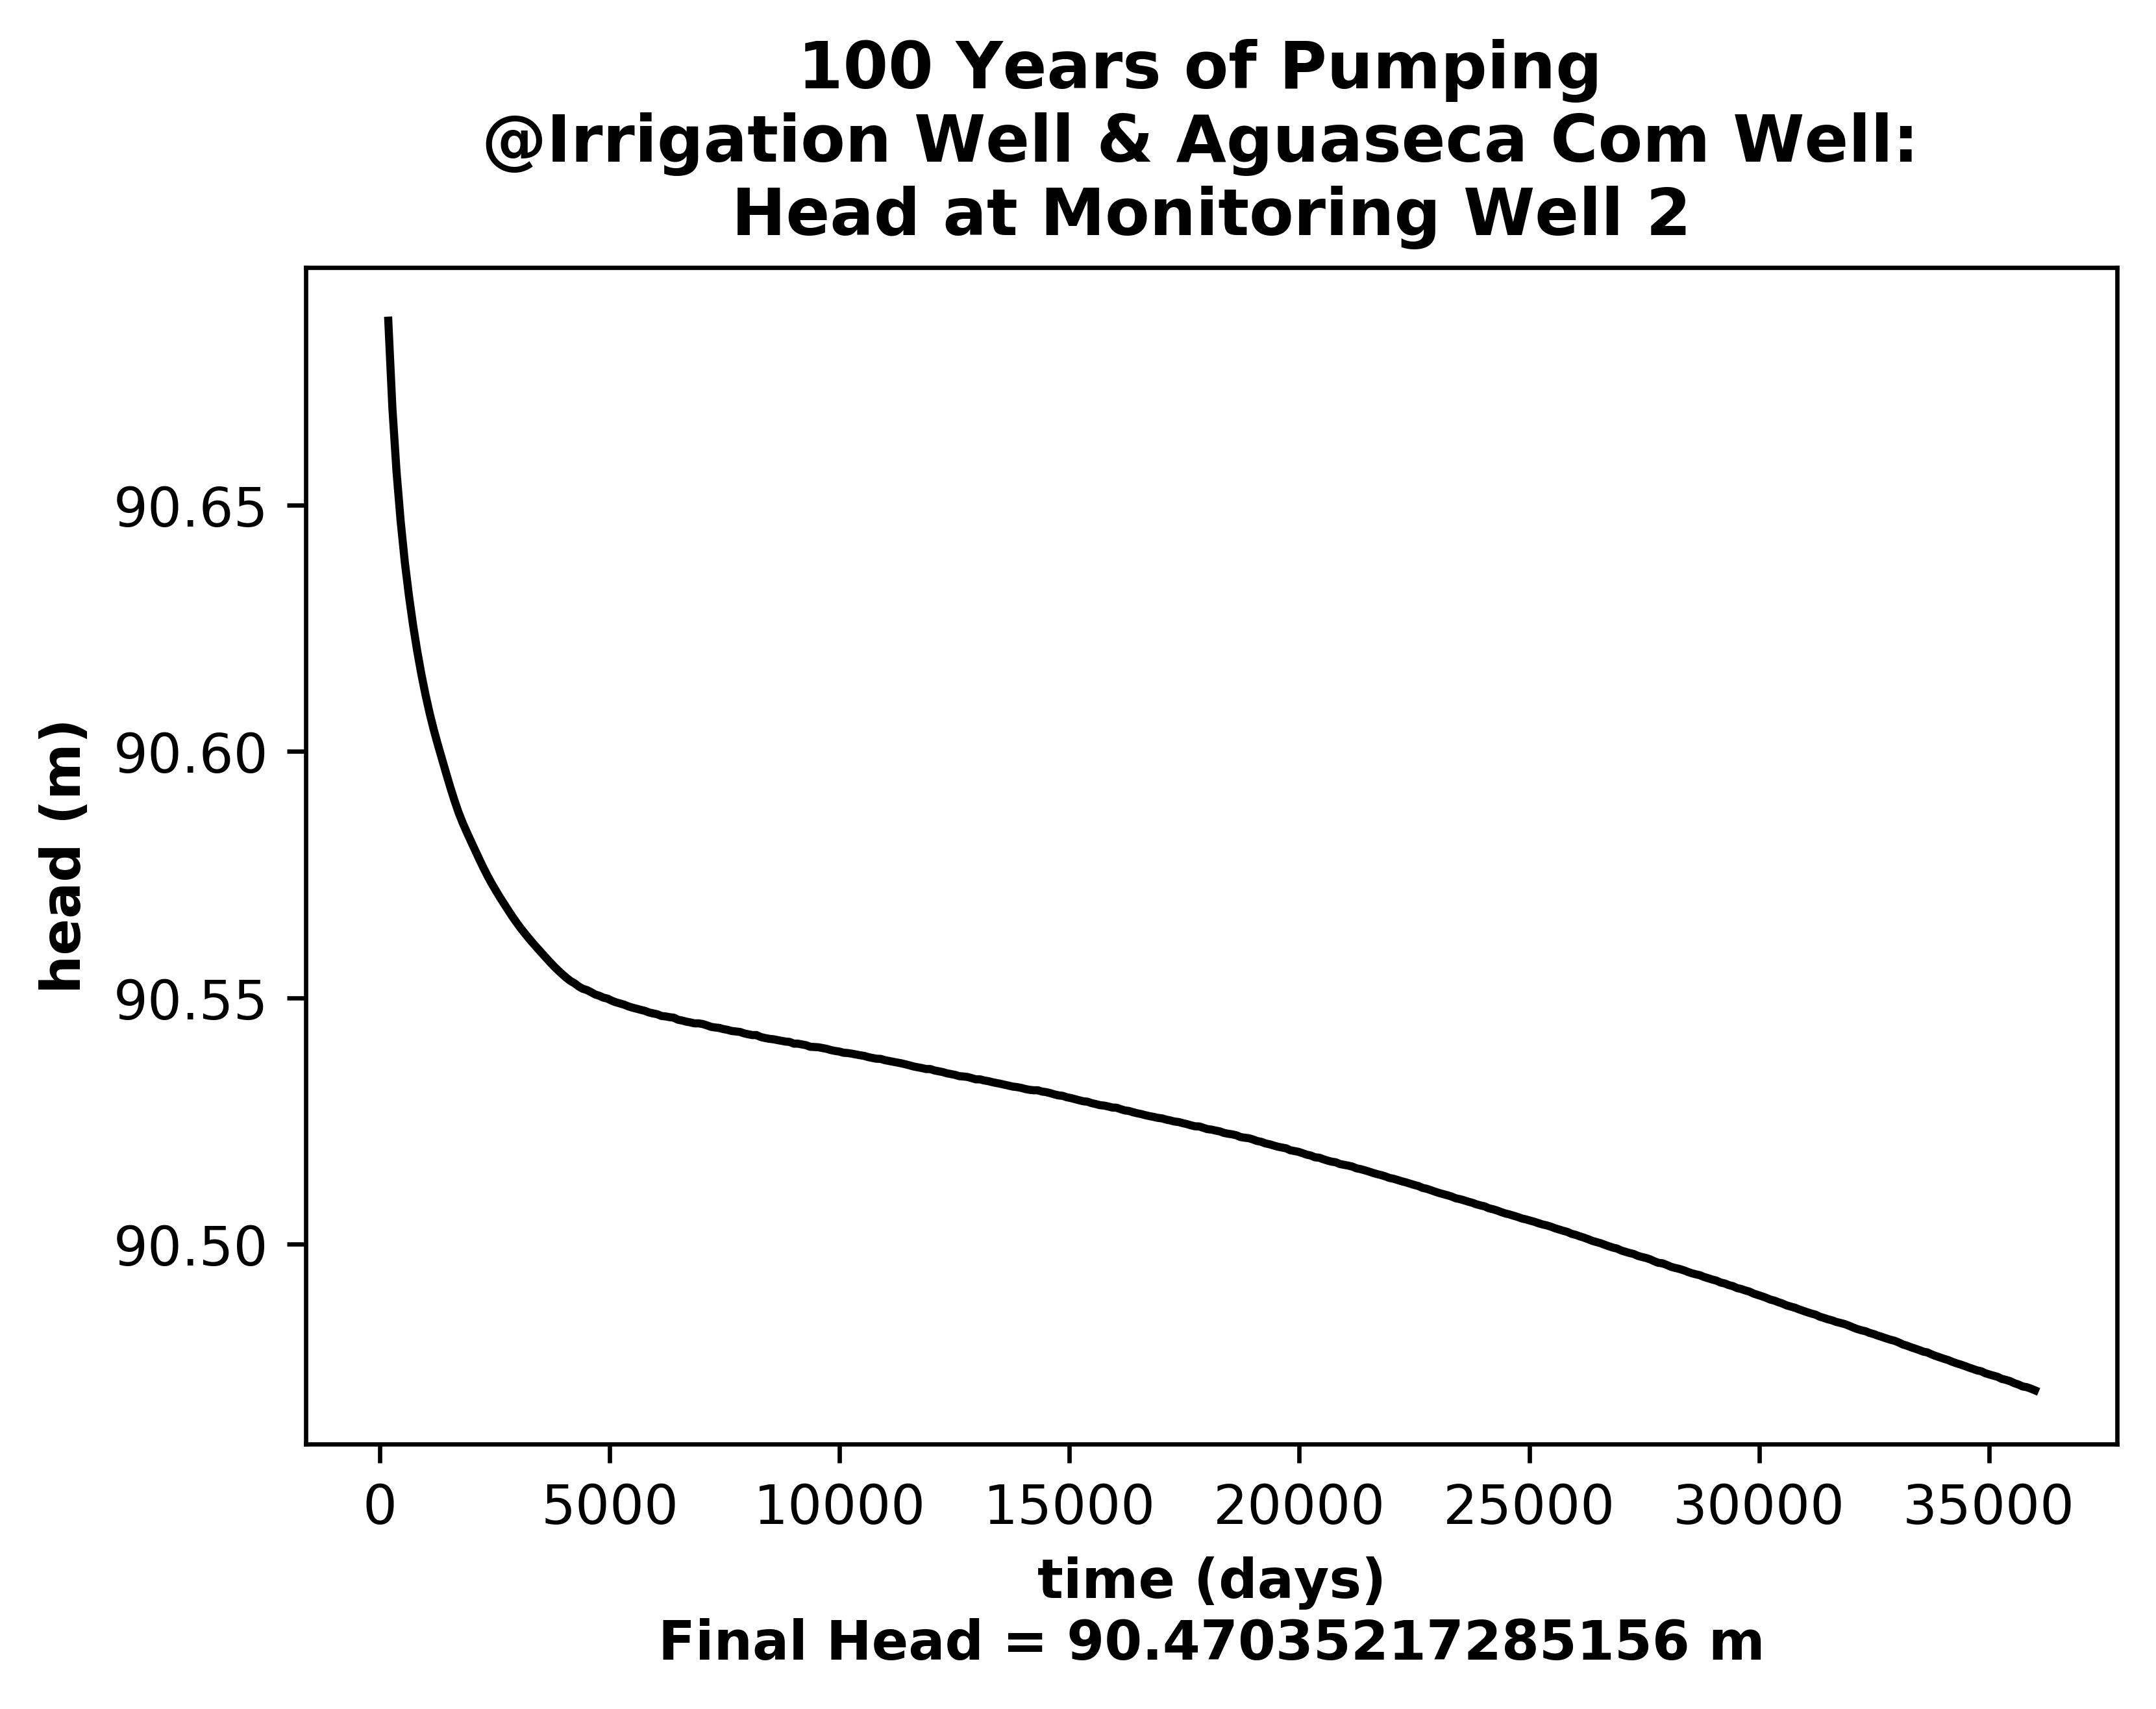 100 Years of Pumping
@Irrigation Well & Aguaseca Com Well:
Head at Monitoring Well 2
head (m)
90.65
90.60
90.55
90.50
0 5000 10000 15000 20000 25000 30000 35000
time (days)
Final Head = 90.47035217285156 m